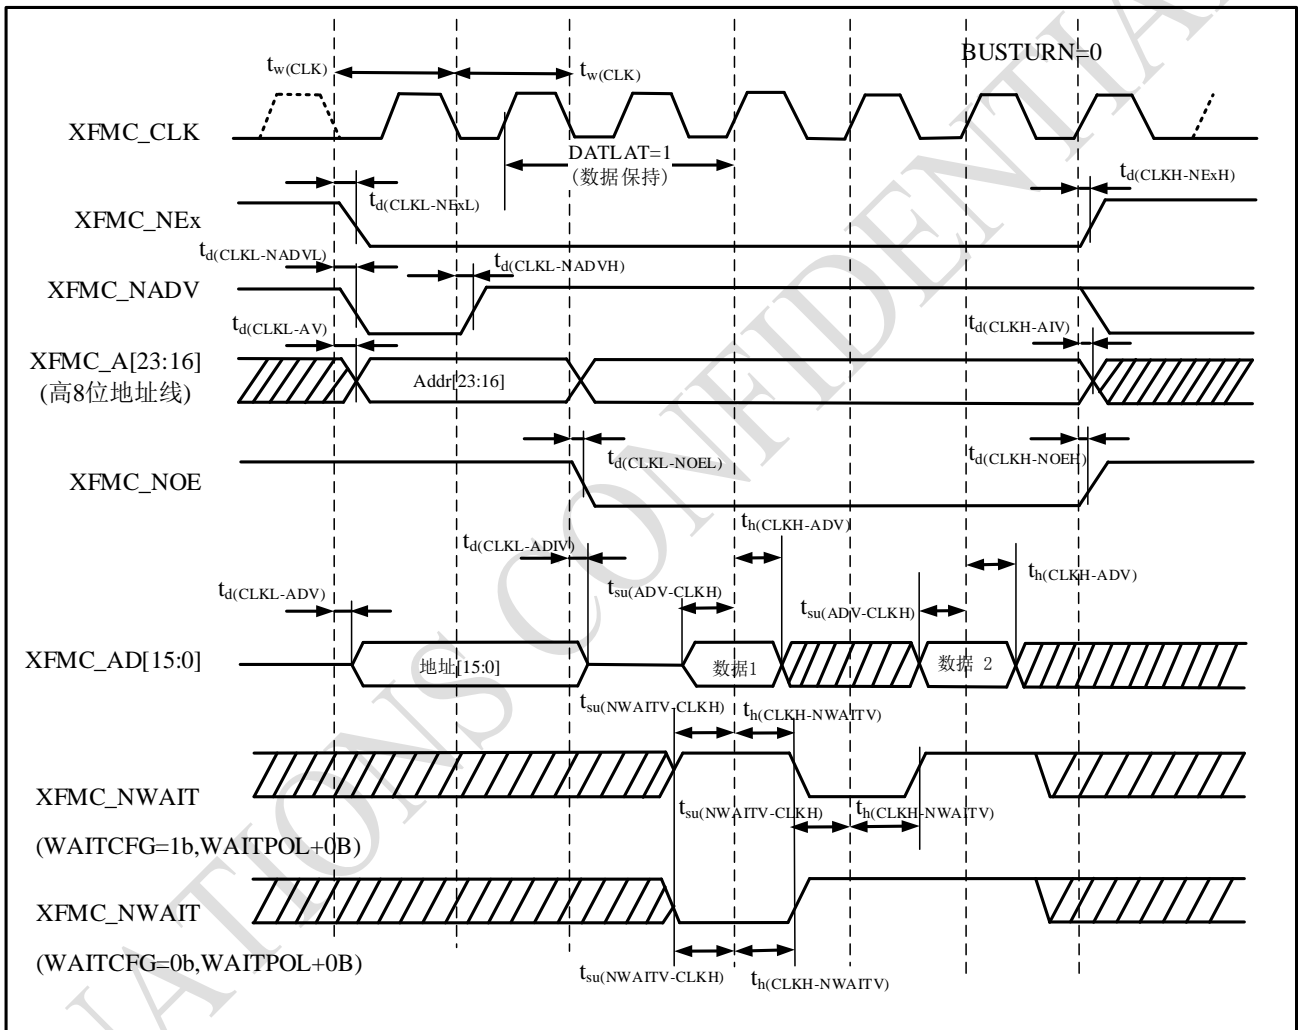 BUSTURN=0
tw(CLK)
tw(CLK)
XFMC_CLK
DATLAT=1
(数据保持)
td(CLKH-NExH)
td(CLKL-NExL)
XFMC_NEx
td(CLKL-NADVL)
td(CLKL-NADVH)
XFMC_NADV
td(CLKL-AV)
td(CLKH-AIV)
XFMC_A[23:16]
(高8位地址线)
Addr[23:16]
td(CLKL-NOEL)
td(CLKH-NOEH)
XFMC_NOE
th(CLKH-ADV)
td(CLKL-ADIV)
td(CLKL-ADV)
tsu(ADV-CLKH)
th(CLKH-ADV)
tsu(ADV-CLKH)
XFMC_AD[15:0]
地址[15:0]
数据1
数据 2
tsu(NWAITV-CLKH)
th(CLKH-NWAITV)
XFMC_NWAIT
(WAITCFG=1b,WAITPOL+0B)
tsu(NWAITV-CLKH)
th(CLKH-NWAITV)
XFMC_NWAIT
(WAITCFG=0b,WAITPOL+0B)
tsu(NWAITV-CLKH)
th(CLKH-NWAITV)
NATIONS CONFIDENTIA